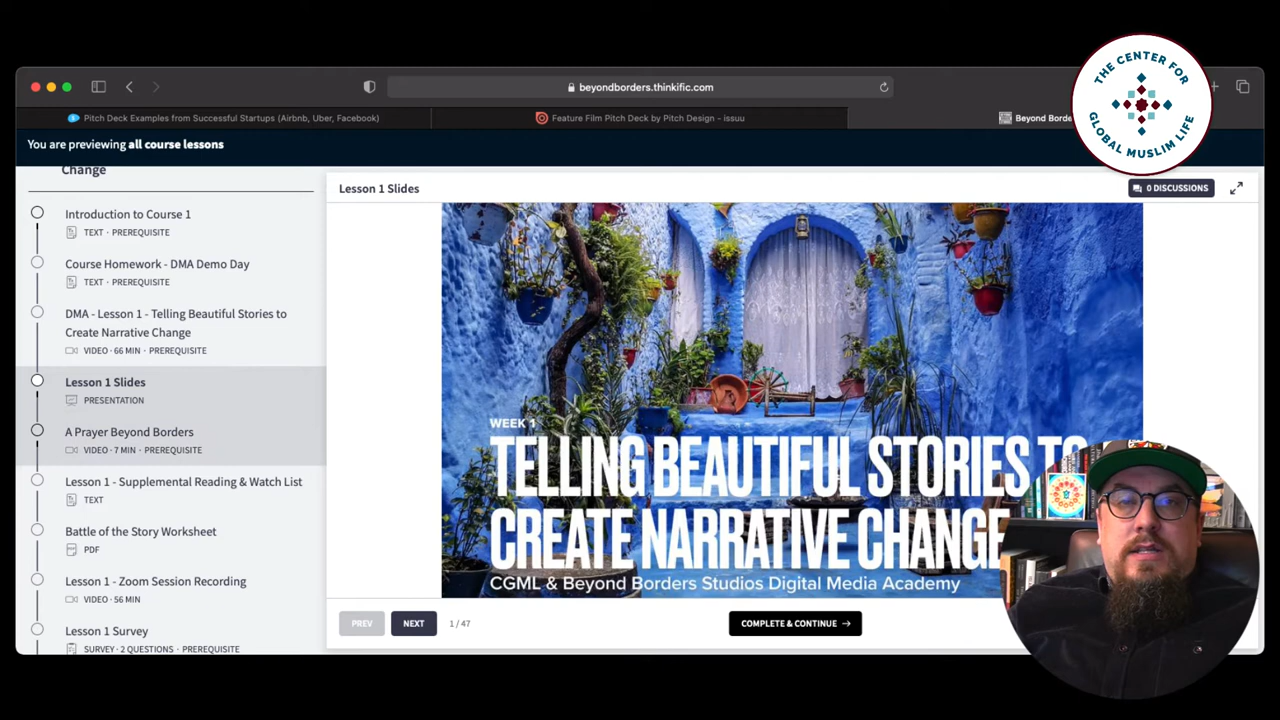 THE CENTER FOR
GLOBAL MUSLIM LIFE
beyondborders.thinkific.com
Pitch Deck Examples from Successful Startups (Airbnb, Uber, Facebook)
Feature Film Pitch Deck by Pitch Design - issuu
Beyond Borde
You are previewing all course lessons
Change
Introduction to Course 1
TEXT · PREREQUISITE
Course Homework - DMA Demo Day
TEXT · PREREQUISITE
DMA - Lesson 1 - Telling Beautiful Stories to
Create Narrative Change
VIDEO · 66 MIN · PREREQUISITE
Lesson 1 Slides
PRESENTATION
A Prayer Beyond Borders
VIDEO · 7 MIN · PREREQUISITE
Lesson 1 - Supplemental Reading & Watch List
TEXT
Battle of the Story Worksheet
PDF
Lesson 1 - Zoom Session Recording
VIDEO · 56 MIN
Lesson 1 Survey
SURVEY · 2 QUESTIONS · PREREQUISITE
Lesson 1 Slides
0 DISCUSSIONS
WEEK 1
TELLING BEAUTIFUL STORIES TO
CREATE NARRATIVE CHANGE
CGML & Beyond Borders Studios Digital Media Academy
PREV
NEXT
1 / 47
COMPLETE & CONTINUE